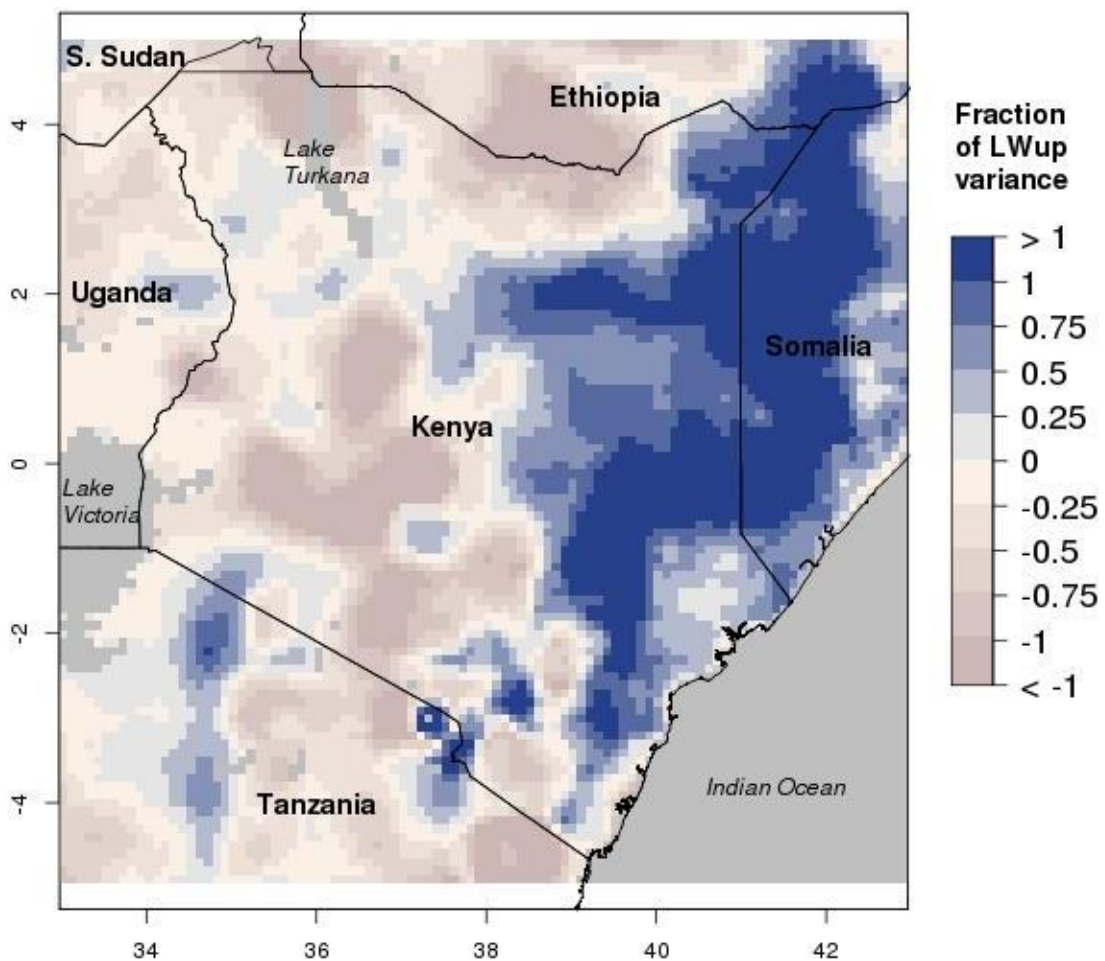 S. Sudan
Ethiopia
Lake
Turkana
Uganda
Somalia
Kenya
Lake
Victoria
Tanzania
Indian Ocean
4
2
0
-2
-4
34
36
38
40
42
Fraction
of LWup
variance
> 1
1
0.75
0.5
0.25
0
-0.25
-0.5
-0.75
-1
< -1